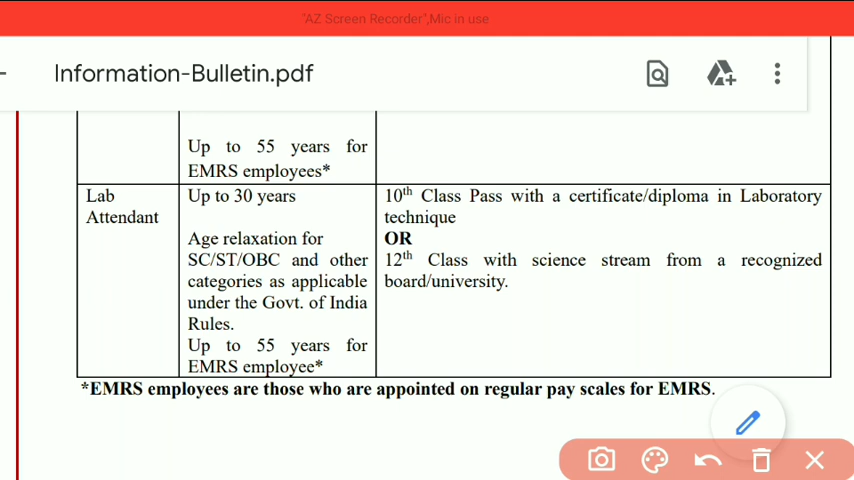 "AZ Screen Recorder",Mic in use
Information-Bulletin.pdf
Up to 55 years for
EMRS employees*
Lab
Attendant
Up to 30 years
Age relaxation for
SC/ST/OBC and other
categories as applicable
under the Govt. of India
Rules.
Up to 55 years for
EMRS employee*
10th Class Pass with a certificate/diploma in Laboratory
technique
OR
12th Class with science stream from a recognized
board/university.
*EMRS employees are those who are appointed on regular pay scales for EMRS.